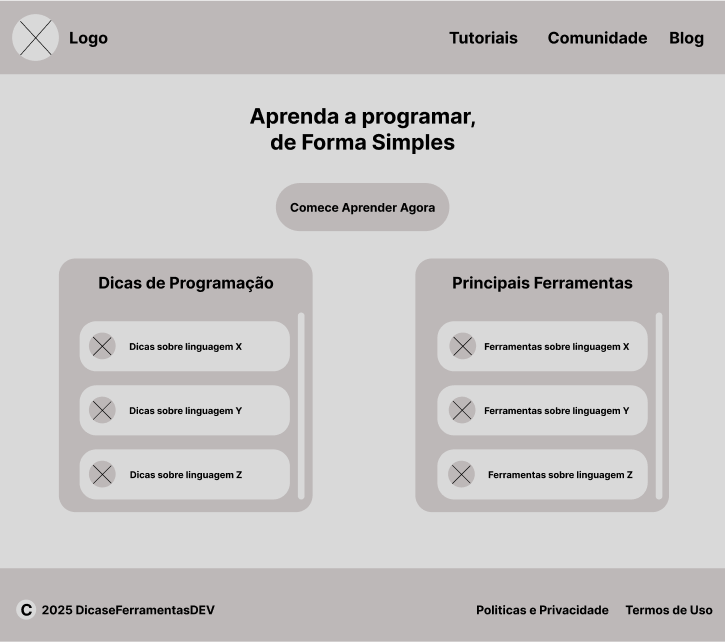 Logo
Tutoriais
Comunidade
Blog
Aprenda a programar,
de Forma Simples
Comece Aprender Agora
Dicas de Programação
Dicas sobre linguagem X
Dicas sobre linguagem Y
Dicas sobre linguagem Z
Principais Ferramentas
Ferramentas sobre linguagem X
Ferramentas sobre linguagem Y
Ferramentas sobre linguagem Z
C 2025 DicaseFerramentasDEV
Politicas e Privacidade
Termos de Uso